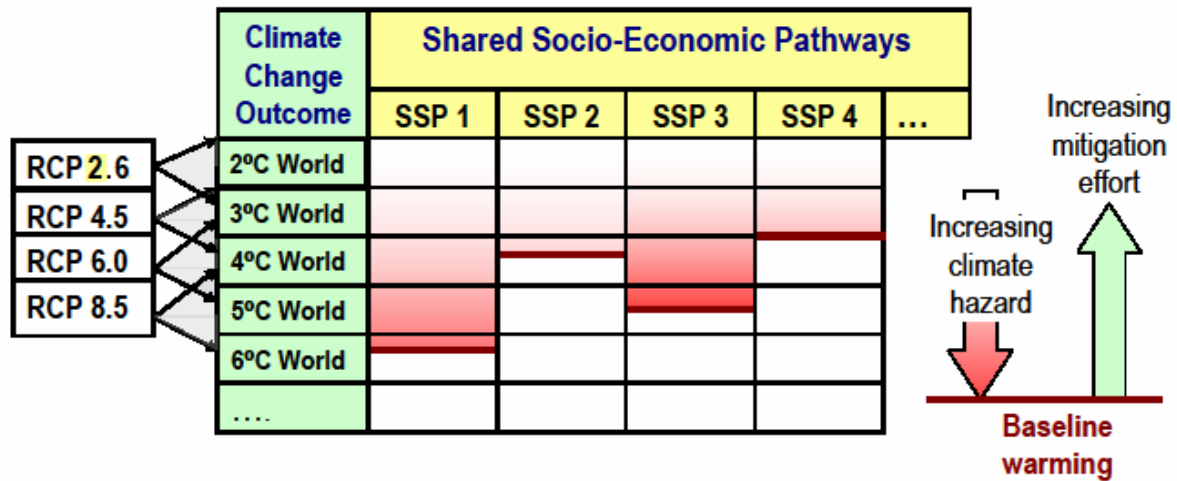 Climate
Change
Outcome
Shared Socio-Economic Pathways
SSP 1
SSP 2
SSP 3
SSP 4
...
RCP 2.6
RCP 4.5
RCP 6.0
RCP 8.5
2ºC World
3ºC World
4ºC World
5ºC World
6ºC World
....
Increasing
climate
hazard
Increasing
mitigation
effort
Baseline
warming